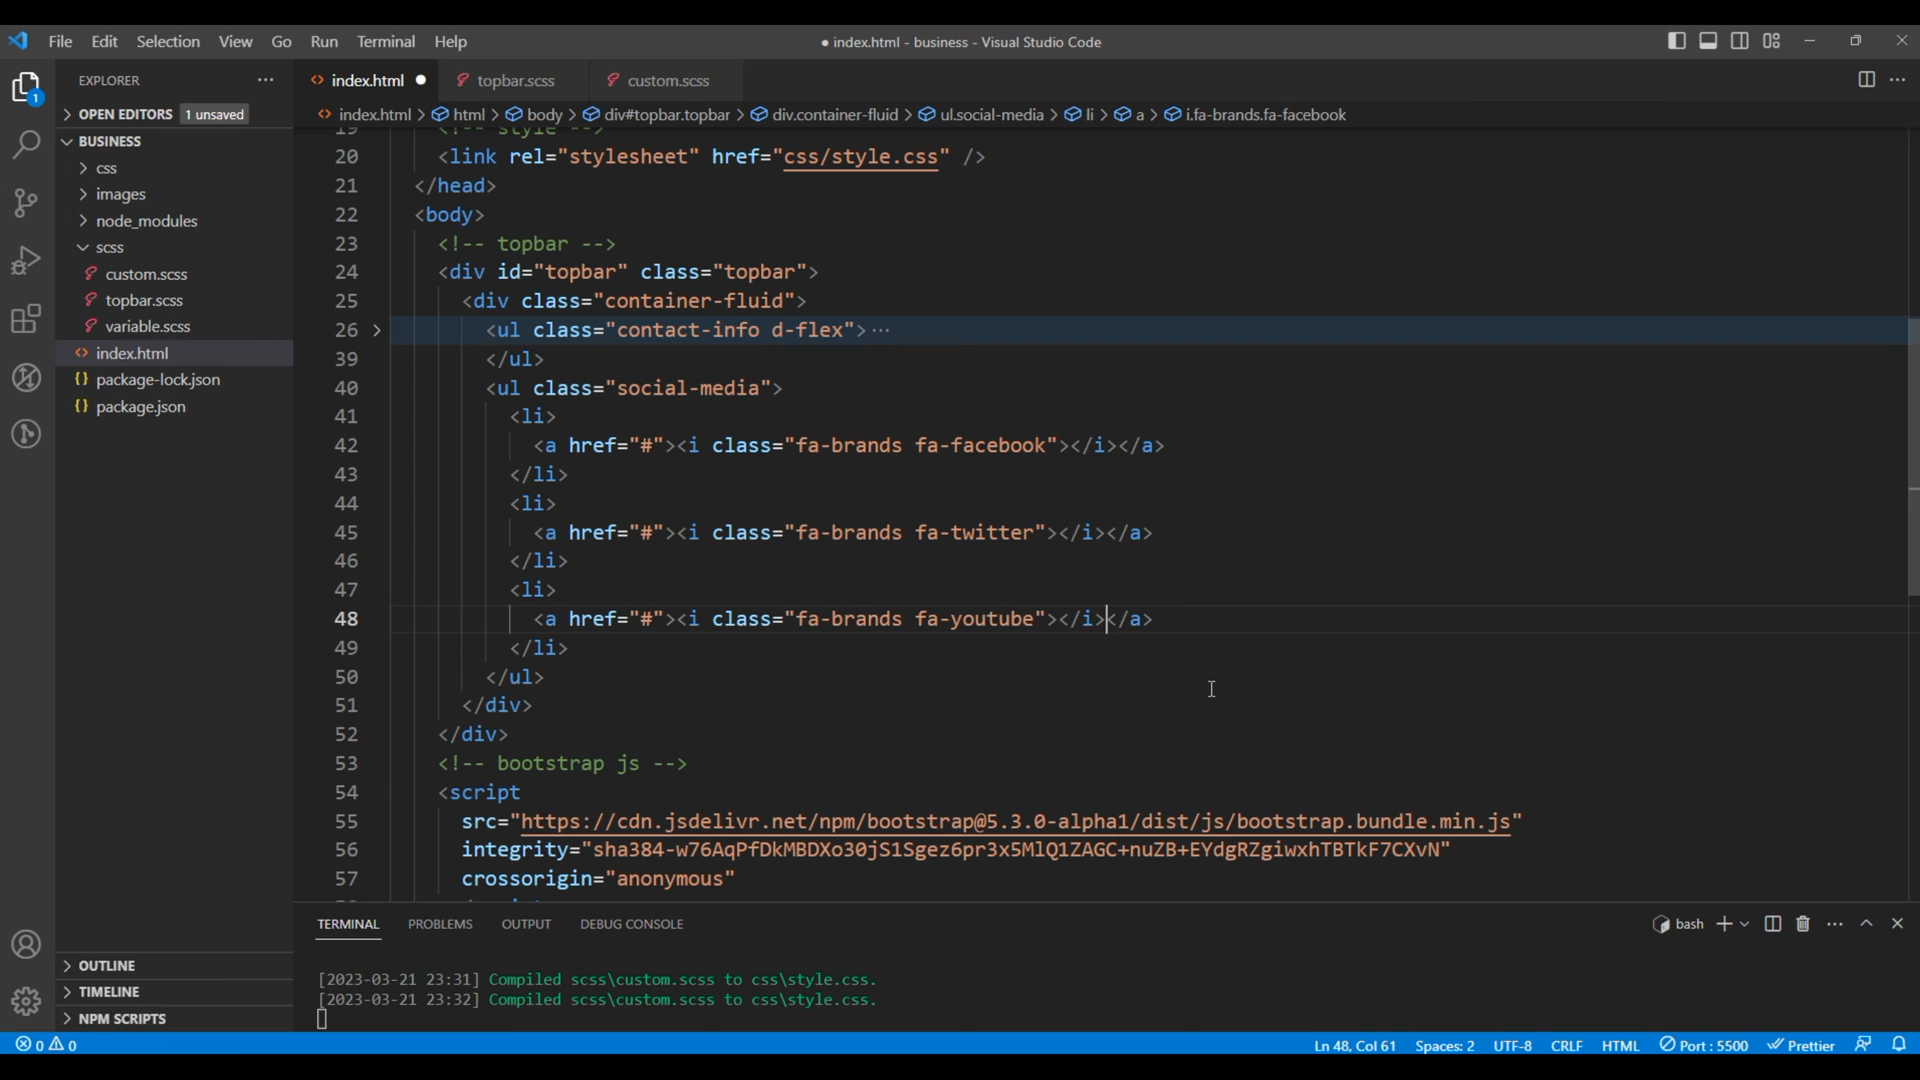 File Edit Selection View Go Run Terminal Help
● index.html - business - Visual Studio Code
EXPLORER ···
index.html ●
topbar.scss
custom.scss
OPEN EDITORS 1 unsaved
index.html > html > body > div#topbar.topbar > div.container-fluid > ul.social-media > li > a > i.fa-brands.fa-facebook
BUSINESS
css
images
node_modules
scss
custom.scss
topbar.scss
variable.scss
index.html
package-lock.json
package.json
1
19 <!-- style -->
20 <link rel="stylesheet" href="css/style.css" />
21 </head>
22 <body>
23 <!-- topbar -->
24 <div id="topbar" class="topbar">
25 <div class="container-fluid">
26 > <ul class="contact-info d-flex">···
39 </ul>
40 <ul class="social-media">
41 <li>
42 <a href="#"><i class="fa-brands fa-facebook"></i></a>
43 </li>
44 <li>
45 <a href="#"><i class="fa-brands fa-twitter"></i></a>
46 </li>
47 <li>
48 <a href="#"><i class="fa-brands fa-youtube"></i></a>
49 </li>
50 </ul>
51 </div>
52 </div>
53 <!-- bootstrap js -->
54 <script
55 src="https://cdn.jsdelivr.net/npm/bootstrap@5.3.0-alpha1/dist/js/bootstrap.bundle.min.js"
56 integrity="sha384-w76AqPfDkMBDXo30jS1Sgez6pr3x5MlQ1ZAGC+nuZB+EYdgRZgiwxhTBTkF7CXvN"
57 crossorigin="anonymous"
TERMINAL PROBLEMS OUTPUT DEBUG CONSOLE
bash
[2023-03-21 23:31] Compiled scss\custom.scss to css\style.css.
[2023-03-21 23:32] Compiled scss\custom.scss to css\style.css.
OUTLINE
TIMELINE
NPM SCRIPTS
0 0
Ln 48, Col 61 Spaces: 2 UTF-8 CRLF HTML Port : 5500 Prettier